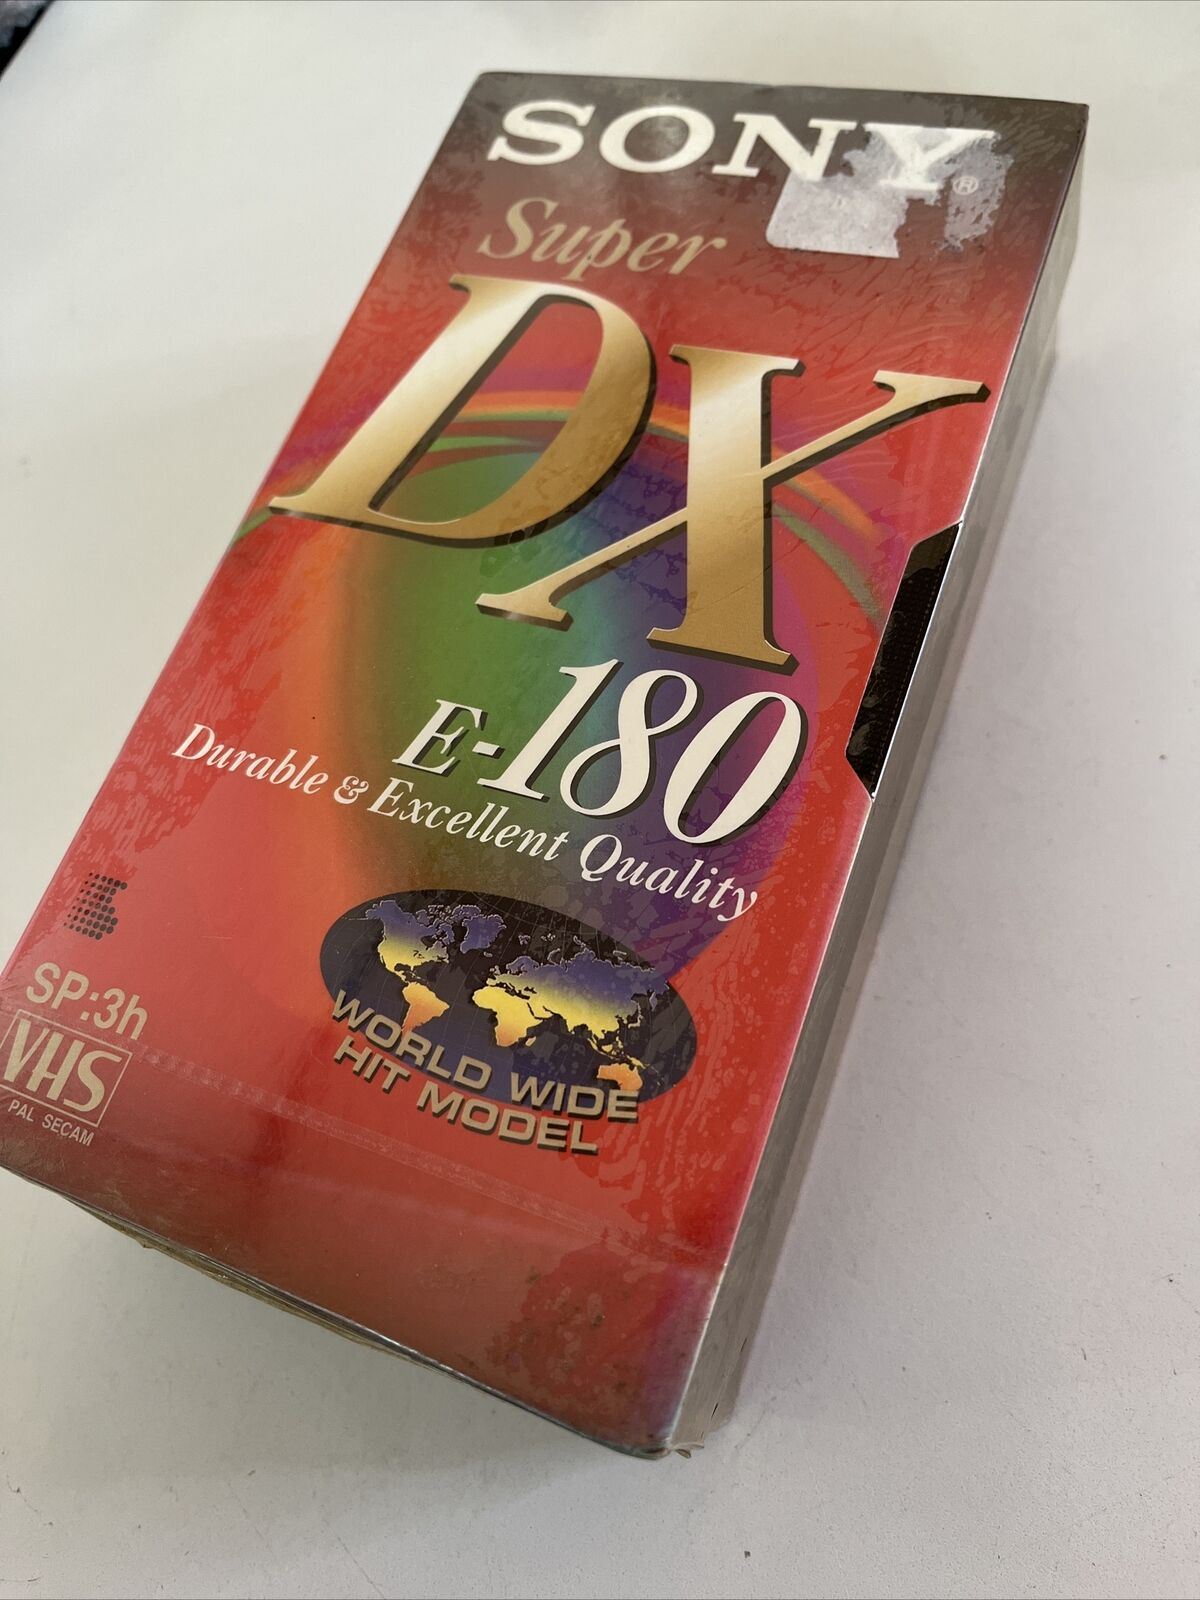 SONY®
Super
DX
E-180
Durable & Excellent Quality
WORLD WIDE
HIT MODEL
SP:3h
VHS
PAL SECAM